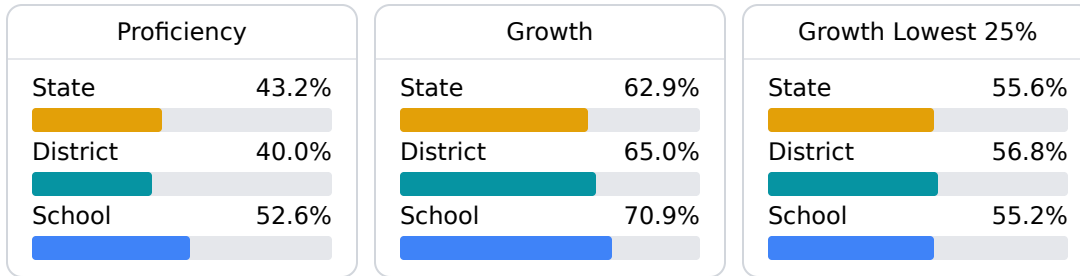 Proficiency
State 43.2%
District 40.0%
School 52.6%
Growth
State 62.9%
District 65.0%
School 70.9%
Growth Lowest 25%
State 55.6%
District 56.8%
School 55.2%